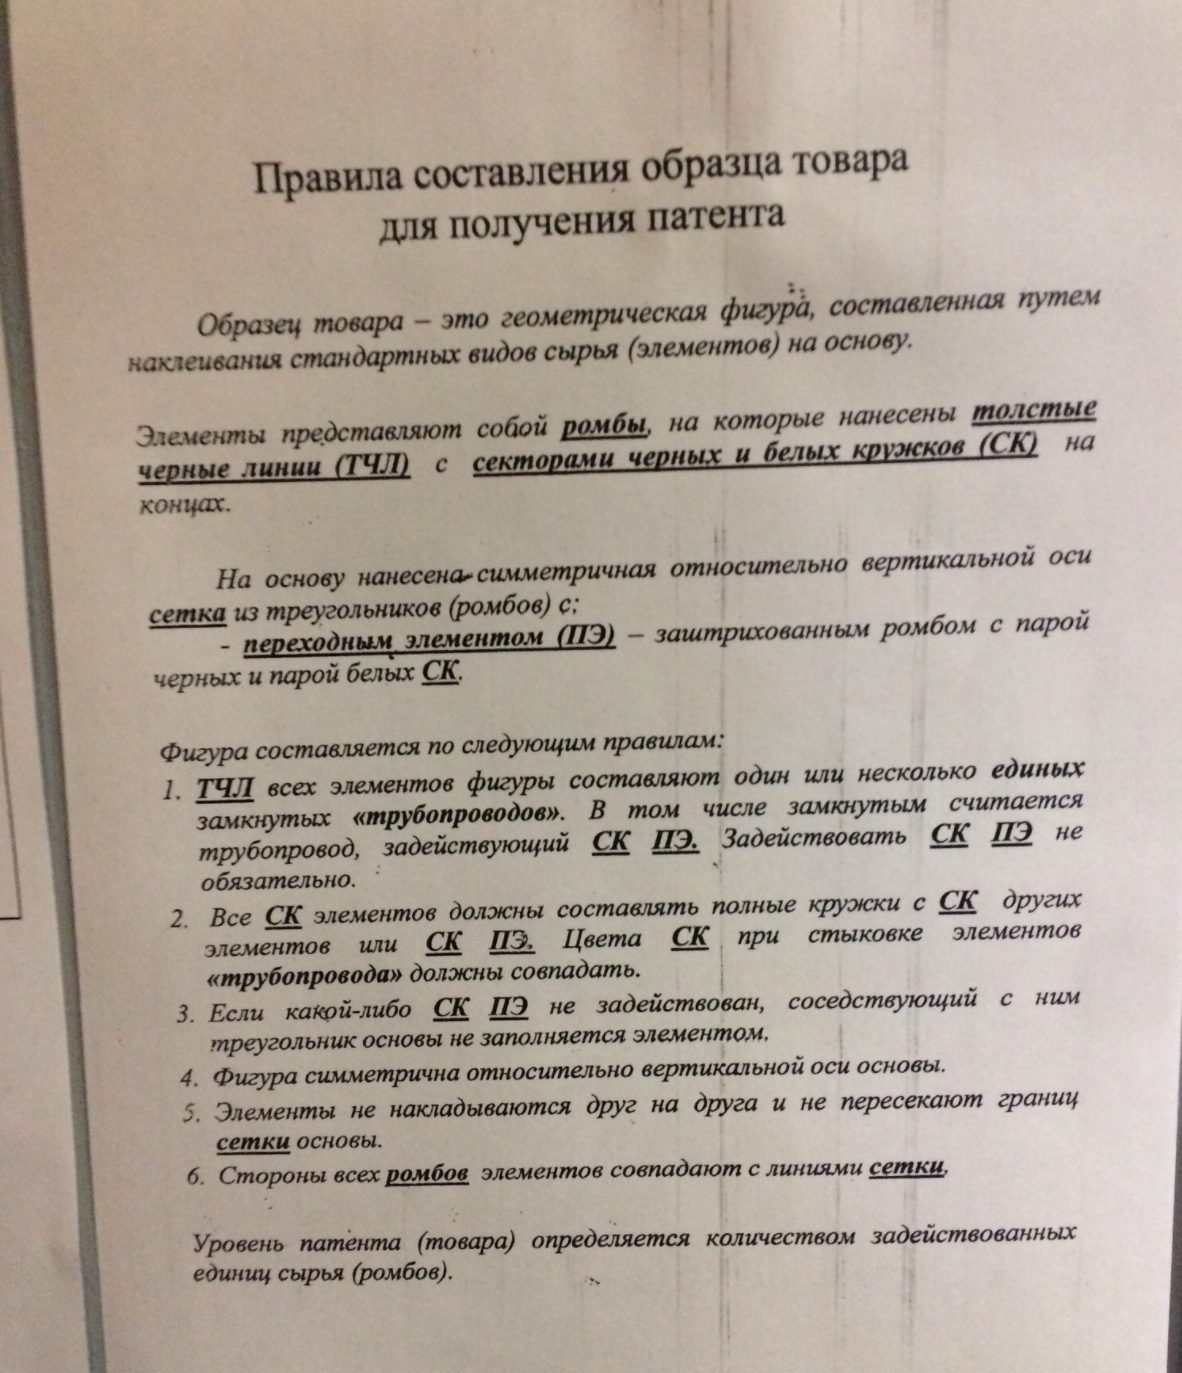 Правила составления образца товара
для получения патента
Образец товара – это геометрическая фигура, составленная путем
наклеивания стандартных видов сырья (элементов) на основу.
Элементы представляют собой ромбы, на которые нанесены толстые
черные линии (ТЧЛ) с секторами черных и белых кружков (СК) на
концах.
На основу нанесена симметричная относительно вертикальной оси
сетка из треугольников (ромбов) с;
- переходным элементом (ПЭ) – заштрихованным ромбом с парой
черных и парой белых СК.
Фигура составляется по следующим правилам:
1. ТЧЛ всех элементов фигуры составляют один или несколько единых
замкнутых «трубопроводов». В том числе замкнутым считается
трубопровод, задействующий СК ПЭ. Задействовать СК ПЭ не
обязательно.
2. Все СК элементов должны составлять полные кружки с СК других
элементов или СК ПЭ. Цвета СК при стыковке элементов
«трубопровода» должны совпадать.
3. Если какой-либо СК ПЭ не задействован, соседствующий с ним
треугольник основы не заполняется элементом.
4. Фигура симметрична относительно вертикальной оси основы.
5. Элементы не накладываются друг на друга и не пересекают границ
сетки основы.
6. Стороны всех ромбов элементов совпадают с линиями сетки.
Уровень патента (товара) определяется количеством задействованных
единиц сырья (ромбов).